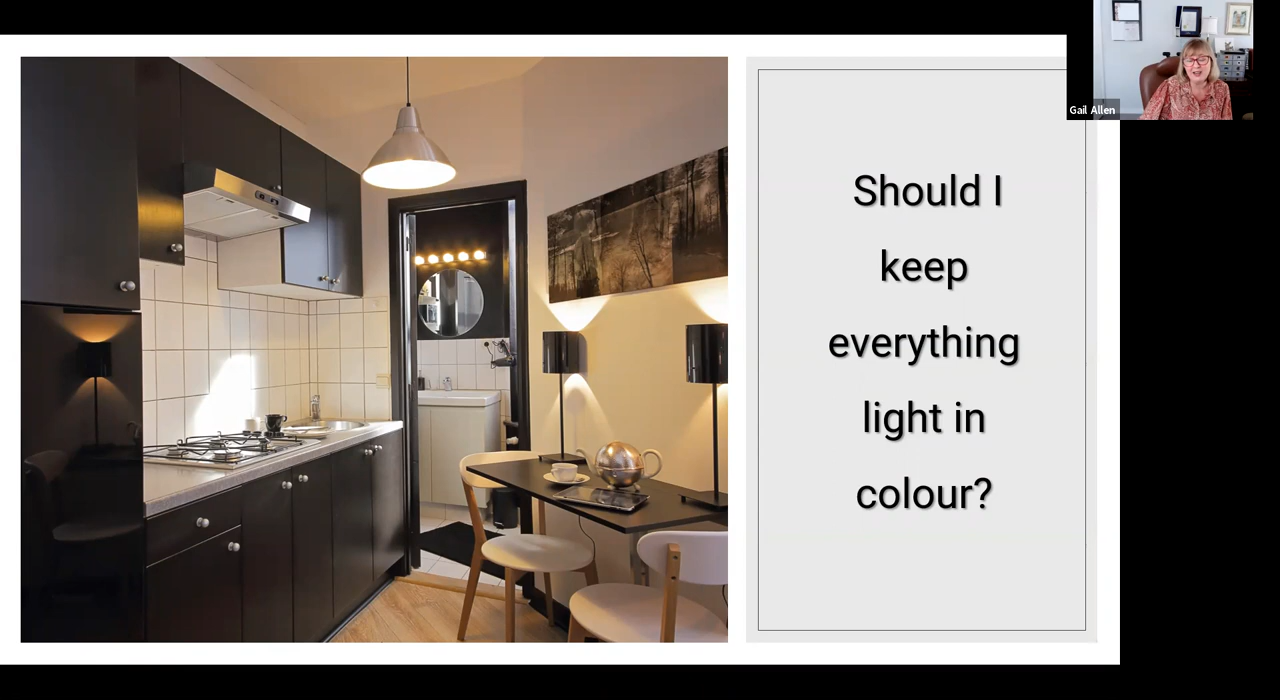 Gail Allen
Should I
keep
everything
light in
colour?